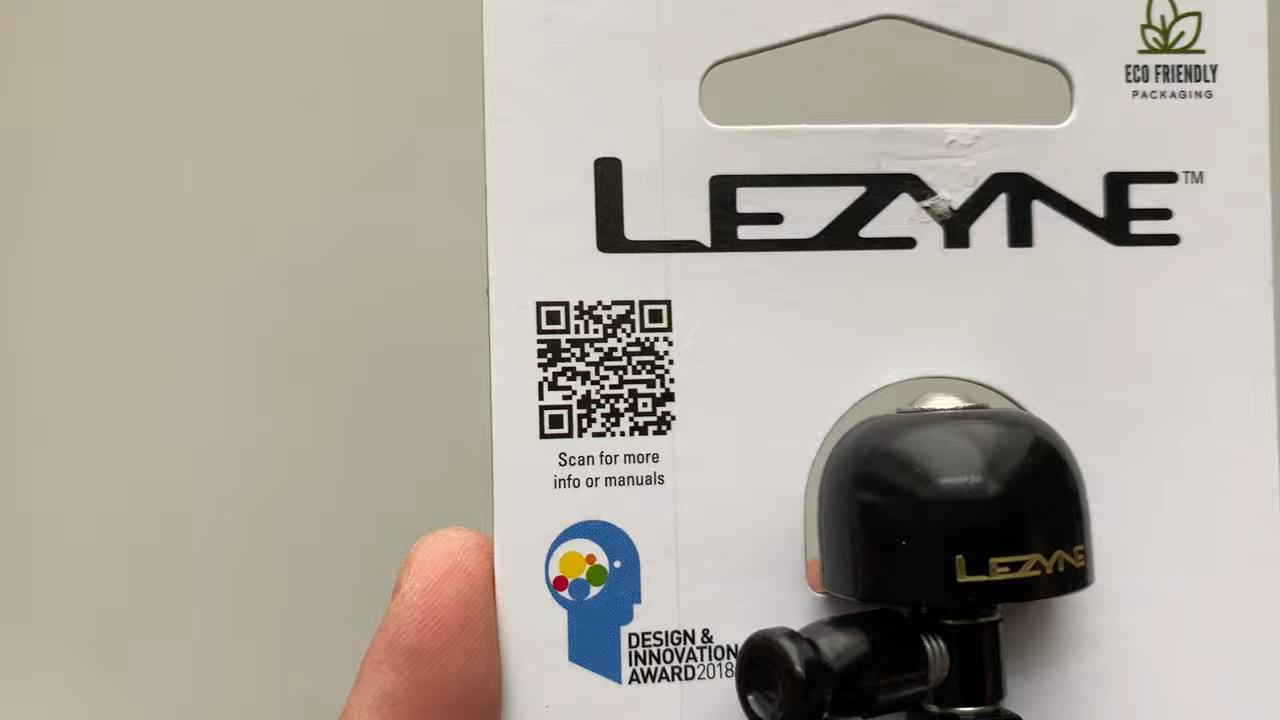 ECO FRIENDLY
PACKAGING
LEZYNE™
Scan for more
info or manuals
LEZYNE
DESIGN &
INNOVATION
AWARD2018